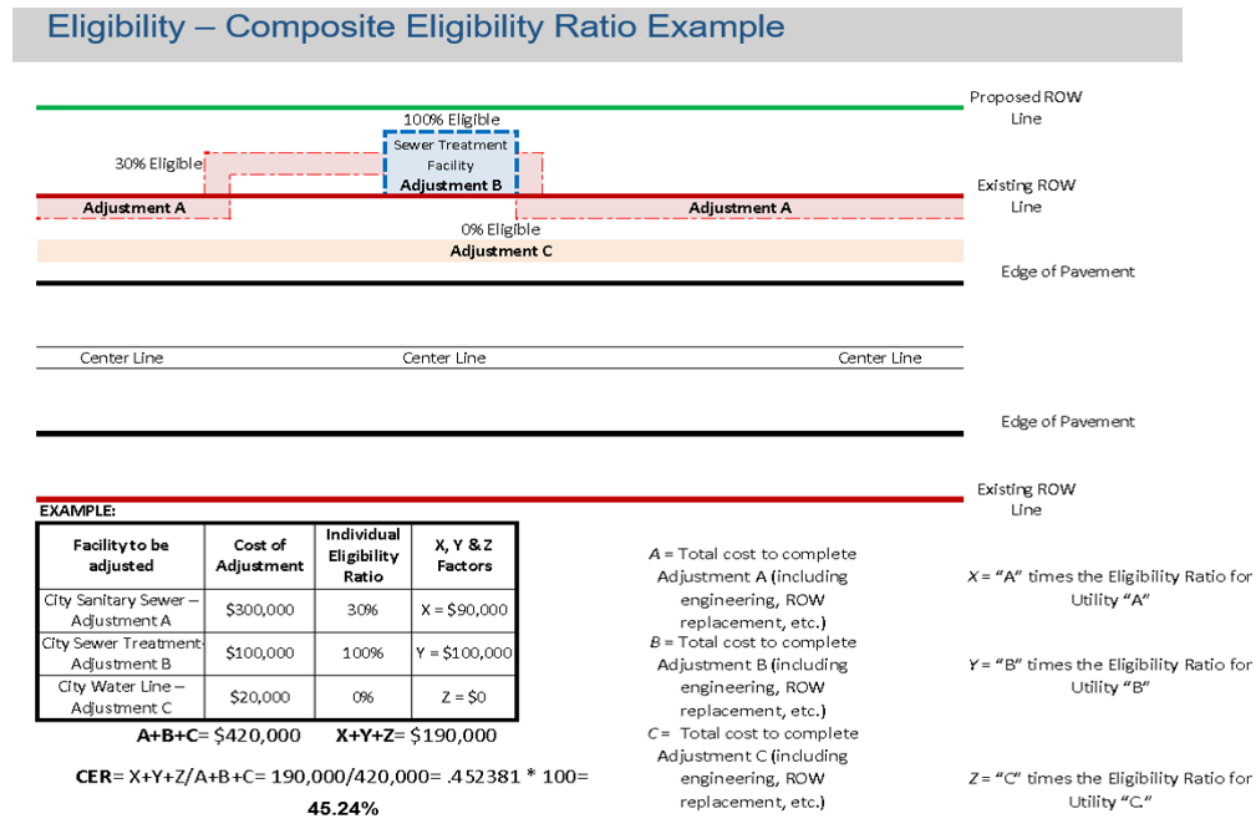 Eligibility – Composite Eligibility Ratio Example
Proposed ROW
Line
100% Eligible
Sewer Treatment
Facility
Adjustment B
30% Eligible
Existing ROW
Line
Adjustment A
Adjustment A
0% Eligible
Adjustment C
Edge of Pavement
Center Line
Center Line
Center Line
Edge of Pavement
Existing ROW
Line
EXAMPLE:
Facility to be
adjusted
Cost of
Adjustment
Individual
Eligibility
Ratio
X, Y & Z
Factors
City Sanitary Sewer –
Adjustment A
$300,000
30%
X = $90,000
City Sewer Treatment-
Adjustment B
$100,000
100%
Y = $100,000
City Water Line –
Adjustment C
$20,000
0%
Z = $0
A+B+C= $420,000 X+Y+Z= $190,000
CER= X+Y+Z/A+B+C= 190,000/420,000= .452381 * 100=
45.24%
A = Total cost to complete
Adjustment A (including
engineering, ROW
replacement, etc.)
B = Total cost to complete
Adjustment B (including
engineering, ROW
replacement, etc.)
C = Total cost to complete
Adjustment C (including
engineering, ROW
replacement, etc.)
X = "A" times the Eligibility Ratio for
Utility "A"
Y = "B" times the Eligibility Ratio for
Utility "B"
Z = "C" times the Eligibility Ratio for
Utility "C."